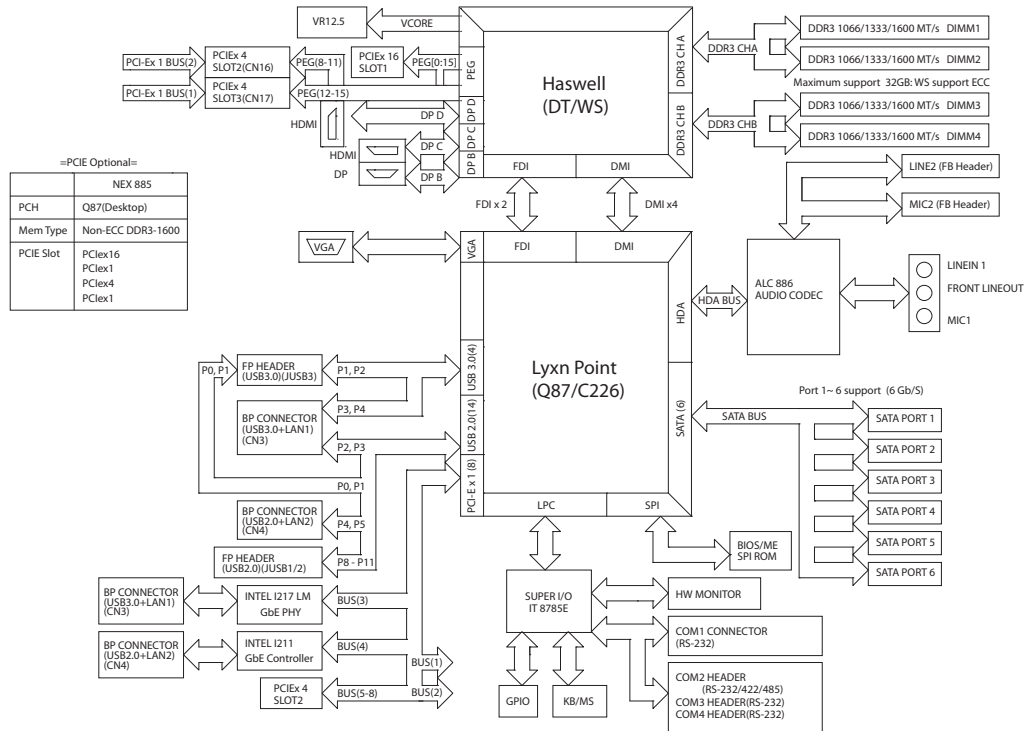 VR12.5
VCORE
PCI-Ex 1 BUS(2)
PCIEx 4
SLOT2(CN16)
PEG(8-11)
PCIEx 16
SLOT1
PEG[0:15]
PCI-Ex 1 BUS(1)
PCIEx 4
SLOT3(CN17)
PEG(12-15)
HDMI
DP D
HDMI
DP C
DP
DP B
PEG
DP D
DP C
DP B
Haswell
(DT/WS)
FDI
DMI
DDR3 CH A
DDR3 CH B
DDR3 CHA
DDR3 1066/1333/1600 MT/s DIMM1
DDR3 1066/1333/1600 MT/s DIMM2
Maximum support 32GB: WS support ECC
DDR3 CHB
DDR3 1066/1333/1600 MT/s DIMM3
DDR3 1066/1333/1600 MT/s DIMM4
=PCIE Optional=
NEX 885
PCH
Q87(Desktop)
Mem Type
Non-ECC DDR3-1600
PCIE Slot
PCIex16
PCIex1
PCIex4
PCIex1
FDI x 2
DMI x4
LINE2 (FB Header)
MIC2 (FB Header)
VGA
VGA
FDI
DMI
HDA
HDA BUS
ALC 886
AUDIO CODEC
LINEIN 1
FRONT LINEOUT
MIC1
Lyxn Point
(Q87/C226)
USB 3.0(4)
USB 2.0(14)
PCI-E x 1 (8)
SATA (6)
LPC
SPI
P0, P1
FP HEADER
(USB3.0)(JUSB3)
P1, P2
P3, P4
BP CONNECTOR
(USB3.0+LAN1)
(CN3)
P2, P3
P0, P1
BP CONNECTOR
(USB2.0+LAN2)
(CN4)
P4, P5
FP HEADER
(USB2.0)(JUSB1/2)
P8 - P11
Port 1~ 6 support (6 Gb/S)
SATA BUS
SATA PORT 1
SATA PORT 2
SATA PORT 3
SATA PORT 4
SATA PORT 5
SATA PORT 6
BIOS/ME
SPI ROM
BP CONNECTOR
(USB3.0+LAN1)
(CN3)
INTEL I217 LM
GbE PHY
BUS(3)
BP CONNECTOR
(USB2.0+LAN2)
(CN4)
INTEL I211
GbE Controller
BUS(4)
BUS(1)
PCIEx 4
SLOT2
BUS(5-8)
BUS(2)
SUPER I/O
IT 8785E
HW MONITOR
COM1 CONNECTOR
(RS-232)
COM2 HEADER
(RS-232/422/485)
COM3 HEADER(RS-232)
COM4 HEADER(RS-232)
GPIO
KB/MS